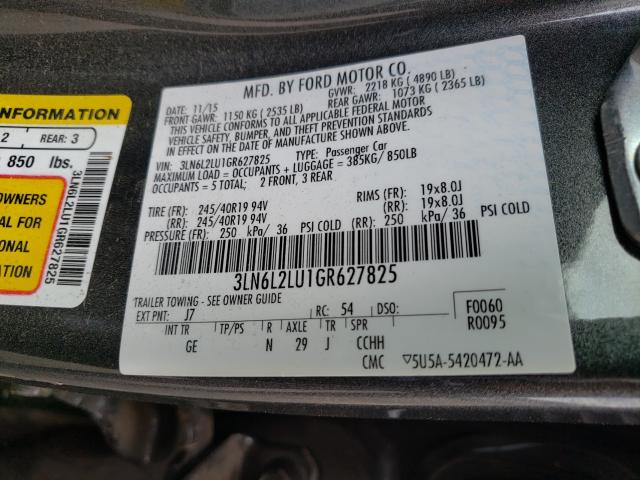 MFD. BY FORD MOTOR CO.
DATE: 11/15 GVWR: 2218 KG ( 4890 LB)
FRONT GAWR: 1150 KG ( 2535 LB) REAR GAWR: 1073 KG ( 2365 LB)
THIS VEHICLE CONFORMS TO ALL APPLICABLE FEDERAL MOTOR
VEHICLE SAFETY, BUMPER, AND THEFT PREVENTION STANDARDS
IN EFFECT ON THE DATE OF MANUFACTURE SHOWN ABOVE.
VIN: 3LN6L2LU1GR627825 TYPE: Passenger Car
MAXIMUM LOAD = OCCUPANTS + LUGGAGE = 385KG/ 850LB
OCCUPANTS = 5 TOTAL; 2 FRONT, 3 REAR
TIRE (FR): 245/40R19 94V RIMS (FR): 19x8.0J
(RR): 245/40R19 94V (RR): 19x8.0J
PRESSURE (FR): 250 kPa/ 36 PSI COLD (RR): 250 kPa/ 36 PSI COLD
3LN6L2LU1GR627825
TRAILER TOWING - SEE OWNER GUIDE
EXT PNT: J7 RC: 54 DSO: F0060
INT TR TP/PS R AXLE TR SPR R0095
GE N 29 J CCHH
CMC ▽5U5A-5420472-AA
INFORMATION
2 REAR: 3
850 lbs.
UAL FOR
ONAL
ON
3LN6L2LU1GR627825